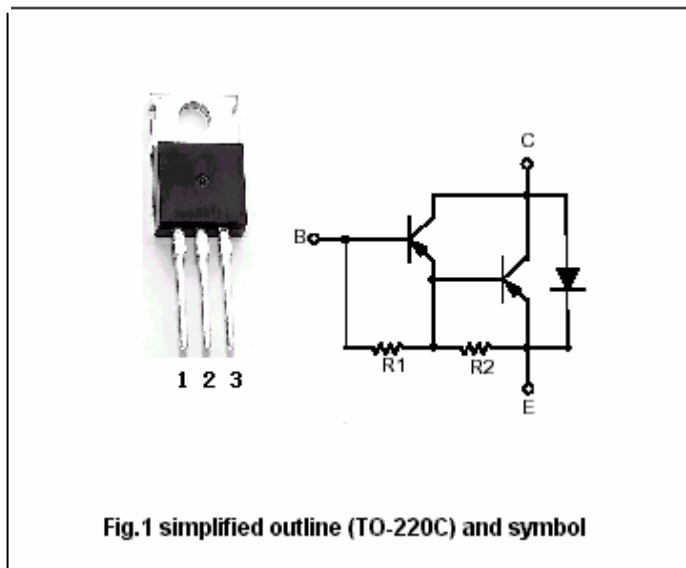 C
B
R1
R2
E
1 2 3
Fig.1 simplified outline (TO-220C) and symbol